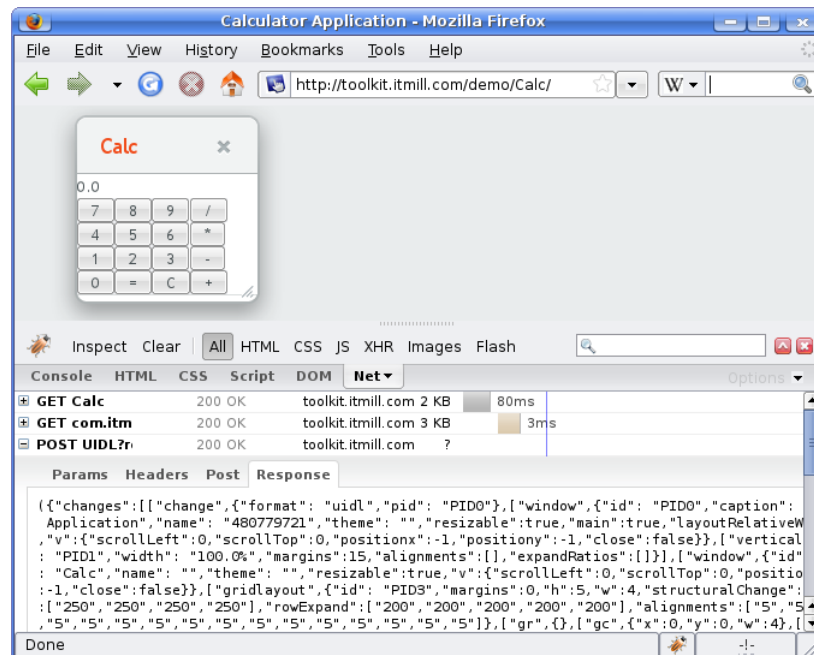 Calculator Application - Mozilla Firefox
File Edit View History Bookmarks Tools Help
http://toolkit.itmill.com/demo/Calc/ W
Calc
0.0
7 8 9 /
4 5 6 *
1 2 3 -
0 = C +
Inspect Clear All HTML CSS JS XHR Images Flash
Console HTML CSS Script DOM Net Options
GET Calc 200 OK toolkit.itmill.com 2 KB 80ms
GET com.itm 200 OK toolkit.itmill.com 3 KB 3ms
POST UIDL?r 200 OK toolkit.itmill.com ?
Params Headers Post Response
({"changes":[["change",{"format": "uidl","pid": "PID0"},["window",{"id": "PID0","caption":
Application","name": "480779721","theme": "","resizable":true,"main":true,"layoutRelativeW
,"v":{"scrollLeft":0,"scrollTop":0,"positionx":-1,"positiony":-1,"close":false}},["vertical
: "PID1","width": "100.0%","margins":15,"alignments":[],"expandRatios":[]}],["window",{"id"
: "Calc","name": "","theme": "","resizable":true,"v":{"scrollLeft":0,"scrollTop":0,"positio
:-1,"close":false}},["gridlayout",{"id": "PID3","margins":0,"h":5,"w":4,"structuralChange":
:["250","250","250","250"],"rowExpand":["200","200","200","200","200"],"alignments":["5","5
,"5","5","5","5","5","5","5","5","5","5","5","5","5","5"]},["gr",{},["gc",{"x":0,"y":0,"w":4},[
Done